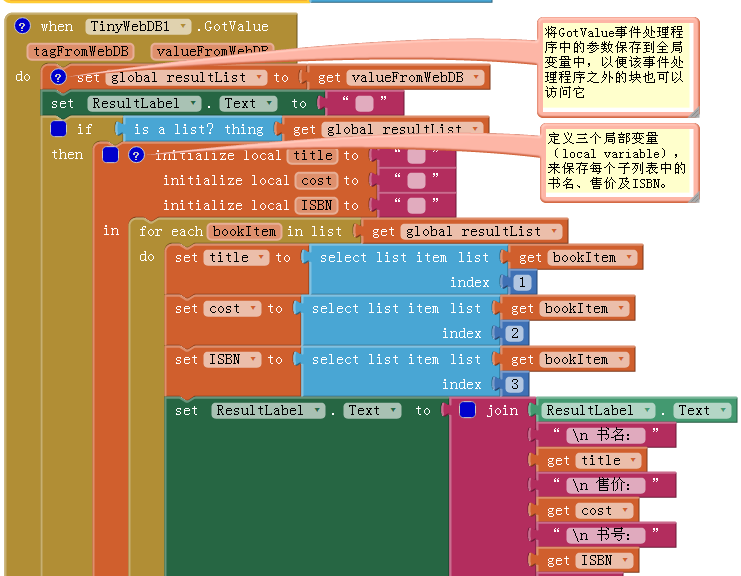 when TinyWebDB1 .GotValue
tagFromWebDB valueFromWebDB
do set global resultList to get valueFromWebDB
set ResultLabel . Text to “ ”
if is a list? thing get global resultList
then initialize local title to “ ”
initialize local cost to “ ”
initialize local ISBN to “ ”
in for each bookItem in list get global resultList
do set title to select list item list get bookItem
index 1
set cost to select list item list get bookItem
index 2
set ISBN to select list item list get bookItem
index 3
set ResultLabel . Text to join ResultLabel . Text
“ \n 书名： ”
get title
“ \n 售价： ”
get cost
“ \n 书号： ”
get ISBN
将GotValue事件处理程
序中的参数保存到全局
变量中，以便该事件处
理程序之外的块也可以
访问它
定义三个局部变量
（local variable），
来保存每个子列表中的
书名、售价及ISBN。